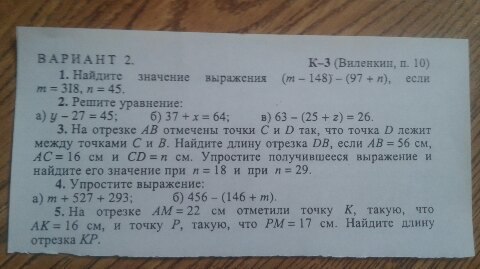 ВАРИАНТ 2. К–3 (Виленкин, п. 10)
1. Найдите значение выражения (m − 148) − (97 + n), если
m = 318, n = 45.
2. Решите уравнение:
а) y − 27 = 45; б) 37 + x = 64; в) 63 − (25 + z) = 26.
3. На отрезке AB отмечены точки C и D так, что точка D лежит
между точками C и B. Найдите длину отрезка DB, если AB = 56 см,
AC = 16 см и CD = n см. Упростите получившееся выражение и
найдите его значение при n = 18 и при n = 29.
4. Упростите выражение:
а) m + 527 + 293; б) 456 − (146 + m).
5. На отрезке AM = 22 см отметили точку K, такую, что
AK = 16 см, и точку P, такую, что PM = 17 см. Найдите длину
отрезка KP.